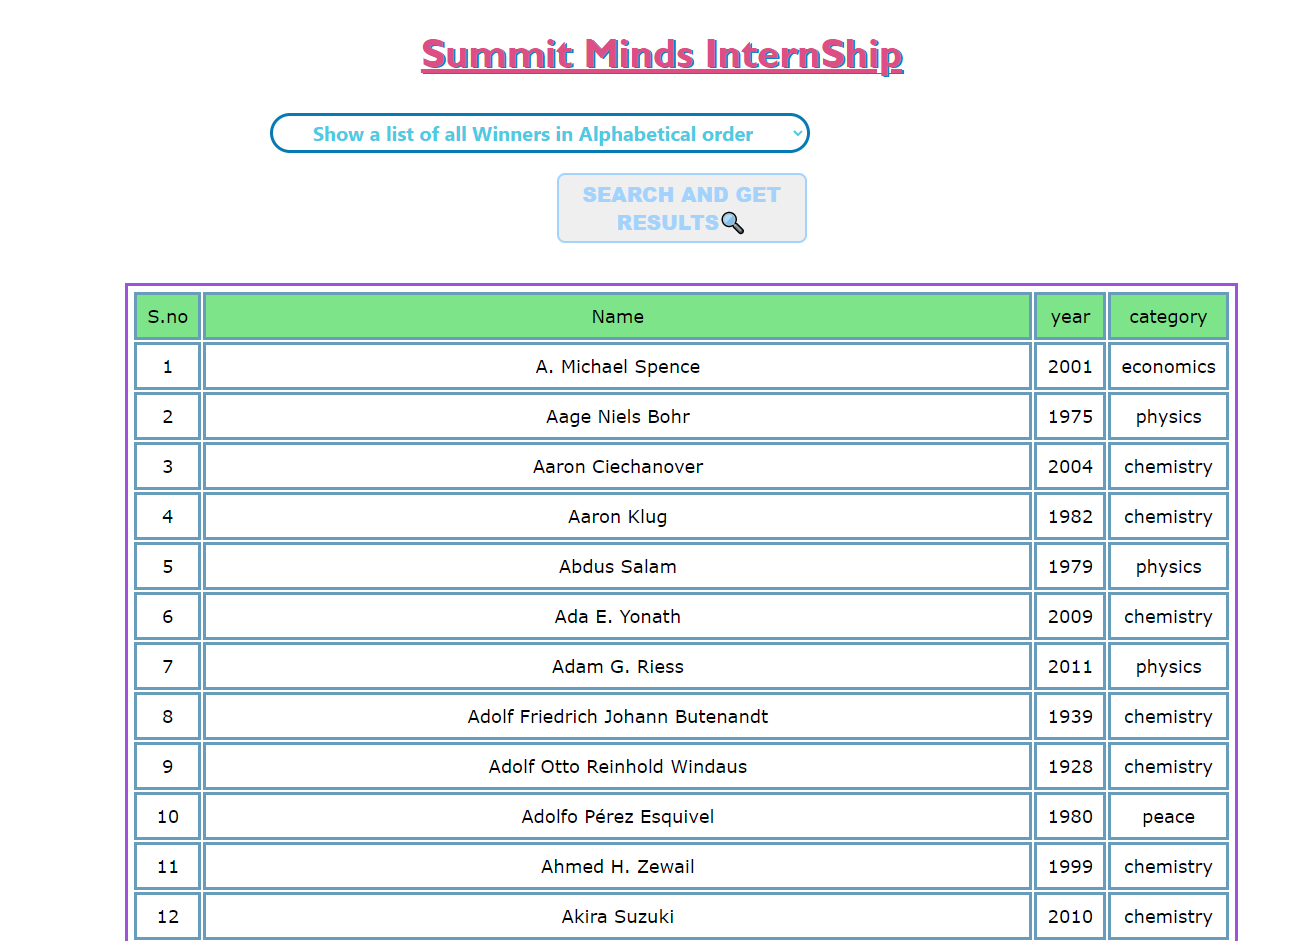 Summit Minds InternShip
Show a list of all Winners in Alphabetical order
SEARCH AND GET
RESULTS🔍
S.no Name year category
1 A. Michael Spence 2001 economics
2 Aage Niels Bohr 1975 physics
3 Aaron Ciechanover 2004 chemistry
4 Aaron Klug 1982 chemistry
5 Abdus Salam 1979 physics
6 Ada E. Yonath 2009 chemistry
7 Adam G. Riess 2011 physics
8 Adolf Friedrich Johann Butenandt 1939 chemistry
9 Adolf Otto Reinhold Windaus 1928 chemistry
10 Adolfo Pérez Esquivel 1980 peace
11 Ahmed H. Zewail 1999 chemistry
12 Akira Suzuki 2010 chemistry